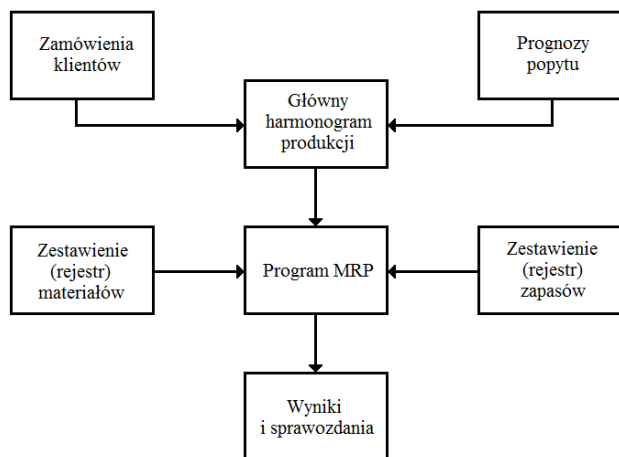 Zamówienia
klientów
Prognozy
popytu
Główny
harmonogram
produkcji
Zestawienie
(rejestr)
materiałów
Program MRP
Zestawienie
(rejestr)
zapasów
Wyniki
i sprawozdania